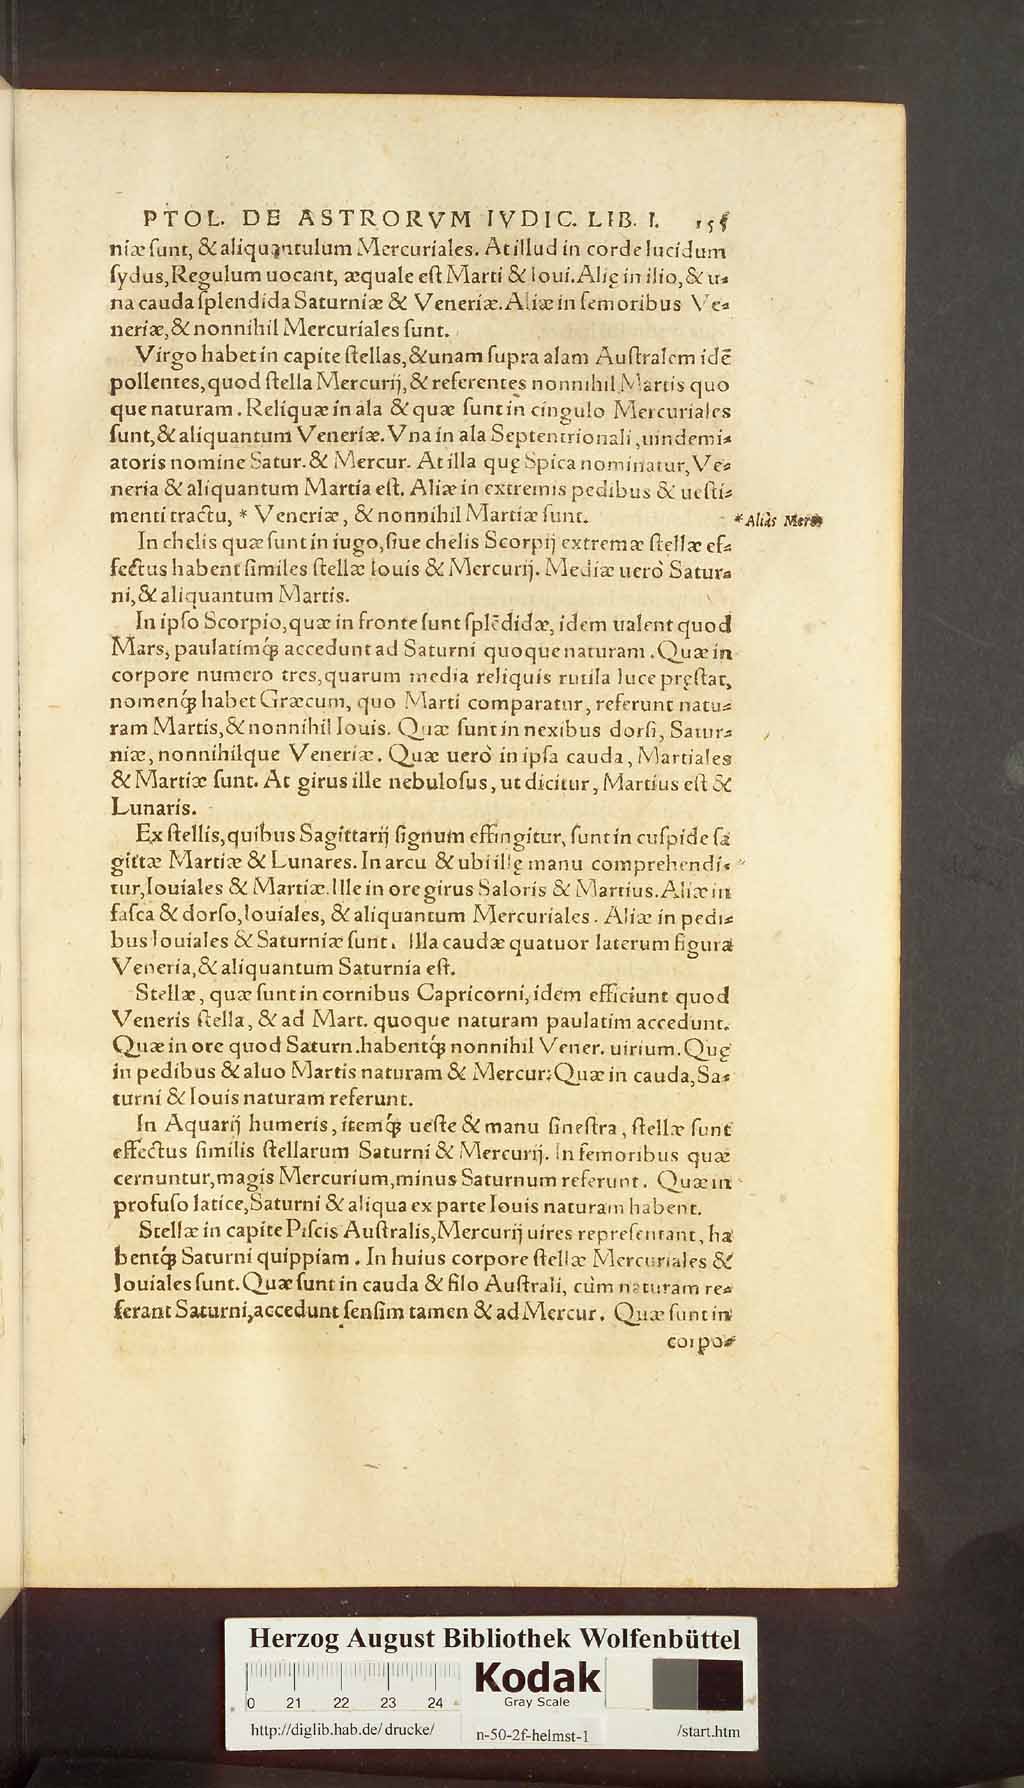 PTOL. DE ASTRORVM IVDIC. LIB. I.
niæ sunt, & aliquantulum Mercuriales. At illud in corde lucidum
sydus, Regulum uocant, æquale est Marti & Ioui. Alię in ilio, & u-
na cauda splendida Saturniæ & Veneriæ. Aliæ in femoribus Ve-
neriæ, & nonnihil Mercuriales sunt.
Virgo habet in capite stellas, & unam supra alam Australem idē
pollentes, quod stella Mercurij, & referentes nonnihil Martis quo
que naturam. Reliquæ in ala & quæ sunt in cingulo Mercuriales
sunt, & aliquantum Veneriæ. Vna in ala Septentrionali, uindemi-
atoris nomine Satur. & Mercur. At illa quę Spica nominatur, Ve-
neria & aliquantum Martia est. Aliæ in extremis pedibus & uesti-
menti tractu, * Veneriæ, & nonnihil Martiæ sunt.
* Aliàs Merc.
In chelis quæ sunt in iugo, siue chelis Scorpij extremæ stellæ ef-
fectus habent similes stellæ Iouis & Mercurij. Mediæ uerò Satur-
ni, & aliquantum Martis.
In ipso Scorpio, quæ in fronte sunt splēdidæ, idem ualent quod
Mars, paulatimq́; accedunt ad Saturni quoque naturam. Quæ in
corpore numero tres, quarum media reliquis rutila luce pręstat,
nomenq́; habet Græcum, quo Marti comparatur, referunt natu-
ram Martis, & nonnihil Iouis. Quæ sunt in nexibus dorsi, Satur-
niæ, nonnihilque Veneriæ. Quæ uerò in ipsa cauda, Martiales
& Martiæ sunt. At girus ille nebulosus, ut dicitur, Martius est &
Lunaris.
Ex stellis, quibus Sagittarij signum effingitur, sunt in cuspide sa
gittæ Martiæ & Lunares. In arcu & ubi illę manu comprehendi-
tur, Iouiales & Martiæ. Ille in ore girus Saloris & Martius. Aliæ in
fasca & dorso, Iouiales, & aliquantum Mercuriales. Aliæ in pedi-
bus Iouiales & Saturniæ sunt. Illa caudæ quatuor laterum figura
Veneria, & aliquantum Saturnia est.
Stellæ, quæ sunt in cornibus Capricorni, idem efficiunt quod
Veneris stella, & ad Mart. quoque naturam paulatim accedunt.
Quæ in ore quod Saturn. habentq́; nonnihil Vener. uirium. Quę
in pedibus & aluo Martis naturam & Mercur: Quæ in cauda, Sa-
turni & Iouis naturam referunt.
In Aquarij humeris, itemq́; ueste & manu sinestra, stellæ sunt
effectus similis stellarum Saturni & Mercurij. In femoribus quæ
cernuntur, magis Mercurium, minus Saturnum referunt. Quæ in
profuso latice, Saturni & aliqua ex parte Iouis naturam habent.
Stellæ in capite Piscis Australis, Mercurij uires representant, ha
bentq́; Saturni quippiam. In huius corpore stellæ Mercuriales &
Iouiales sunt. Quæ sunt in cauda & filo Australi, cùm naturam re-
ferant Saturni, accedunt sensim tamen & ad Mercur. Quæ sunt in
corpo-
Herzog August Bibliothek Wolfenbüttel
0 21 22 23 24
Kodak
Gray Scale
http://diglib.hab.de/drucke/
n-50-2f-helmst-1
/start.htm